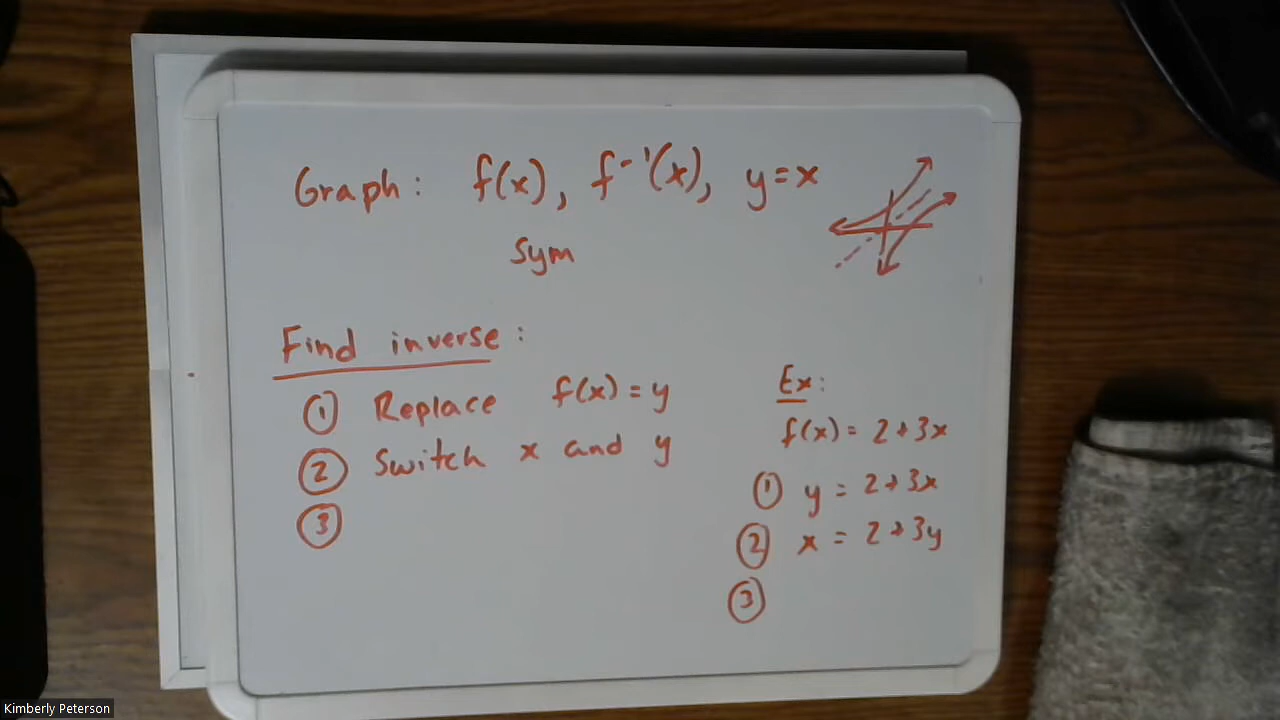 Graph: f(x), f⁻¹(x), y=x
Sym
Find inverse:
① Replace f(x) = y
② Switch x and y
③
Ex:
f(x) = 2+3x
① y = 2+3x
② x = 2+3y
③
Kimberly Peterson